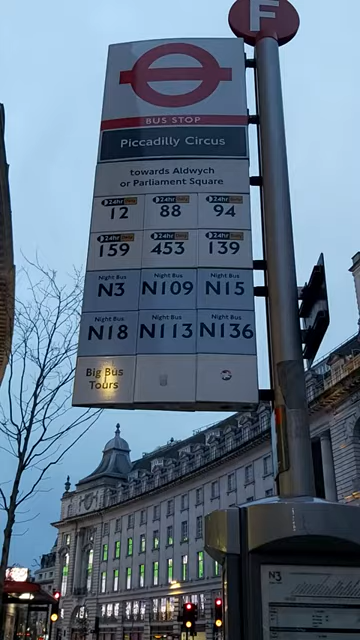 F
BUS STOP
Piccadilly Circus
towards Aldwych
or Parliament Square
24hr 24hr 24hr
12 88 94
24hr 24hr 24hr
159 453 139
Night Bus Night Bus Night Bus
N3 N109 N15
Night Bus Night Bus Night Bus
N18 N113 N136
Big Bus
Tours
N3